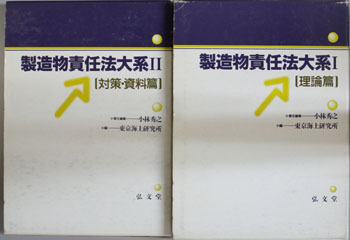 製造物責任法大系II
[対策・資料篇]
小林秀之
東京海上研究所
弘文堂
製造物責任法大系I
[理論篇]
小林秀之
東京海上研究所
弘文堂